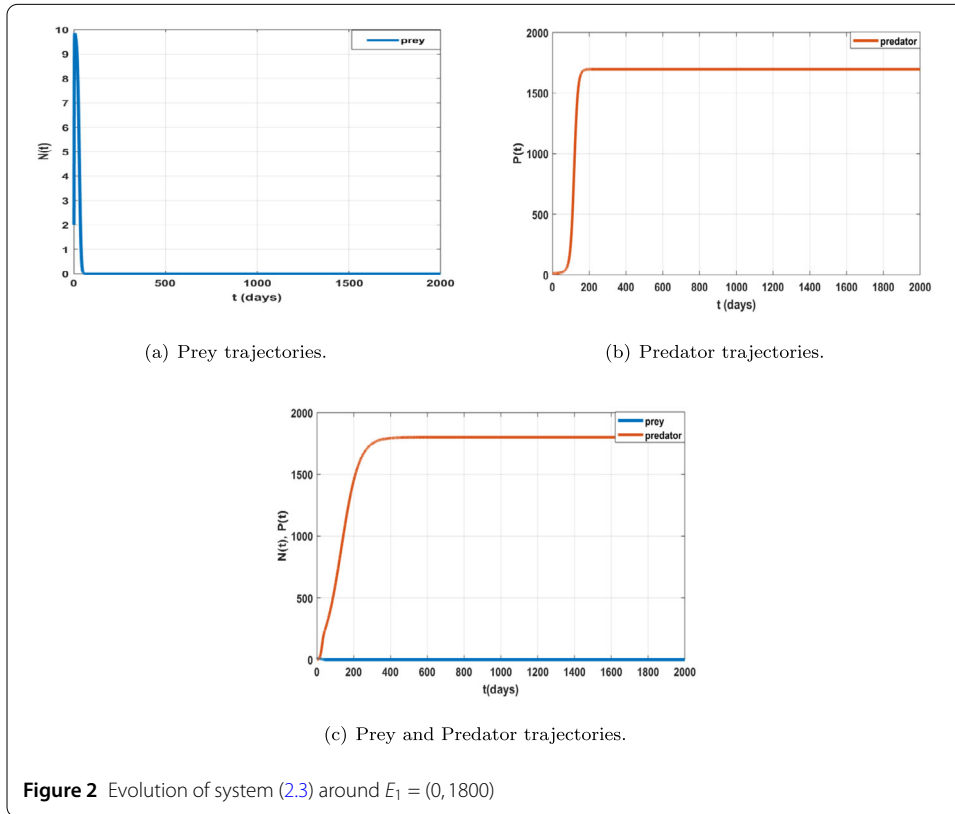 10
9
8
7
6
5
4
3
2
1
0
N(t)
prey
0 500 1000 1500 2000
t (days)
(a) Prey trajectories.
2000
1500
1000
500
0
P(t)
predator
0 200 400 600 800 1000 1200 1400 1600 1800 2000
t (days)
(b) Predator trajectories.
2000
1500
1000
500
0
N(t), P(t)
prey
predator
0 200 400 600 800 1000 1200 1400 1600 1800 2000
t(days)
(c) Prey and Predator trajectories.
Figure 2 Evolution of system (2.3) around E₁ = (0, 1800)